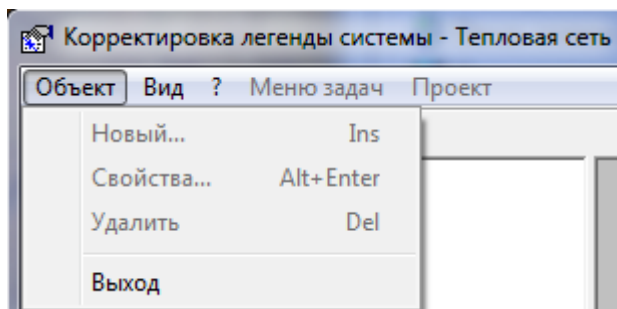 Корректировка легенды системы - Тепловая сеть
Объект Вид ? Меню задач Проект
Новый... Ins
Свойства... Alt+Enter
Удалить Del
Выход